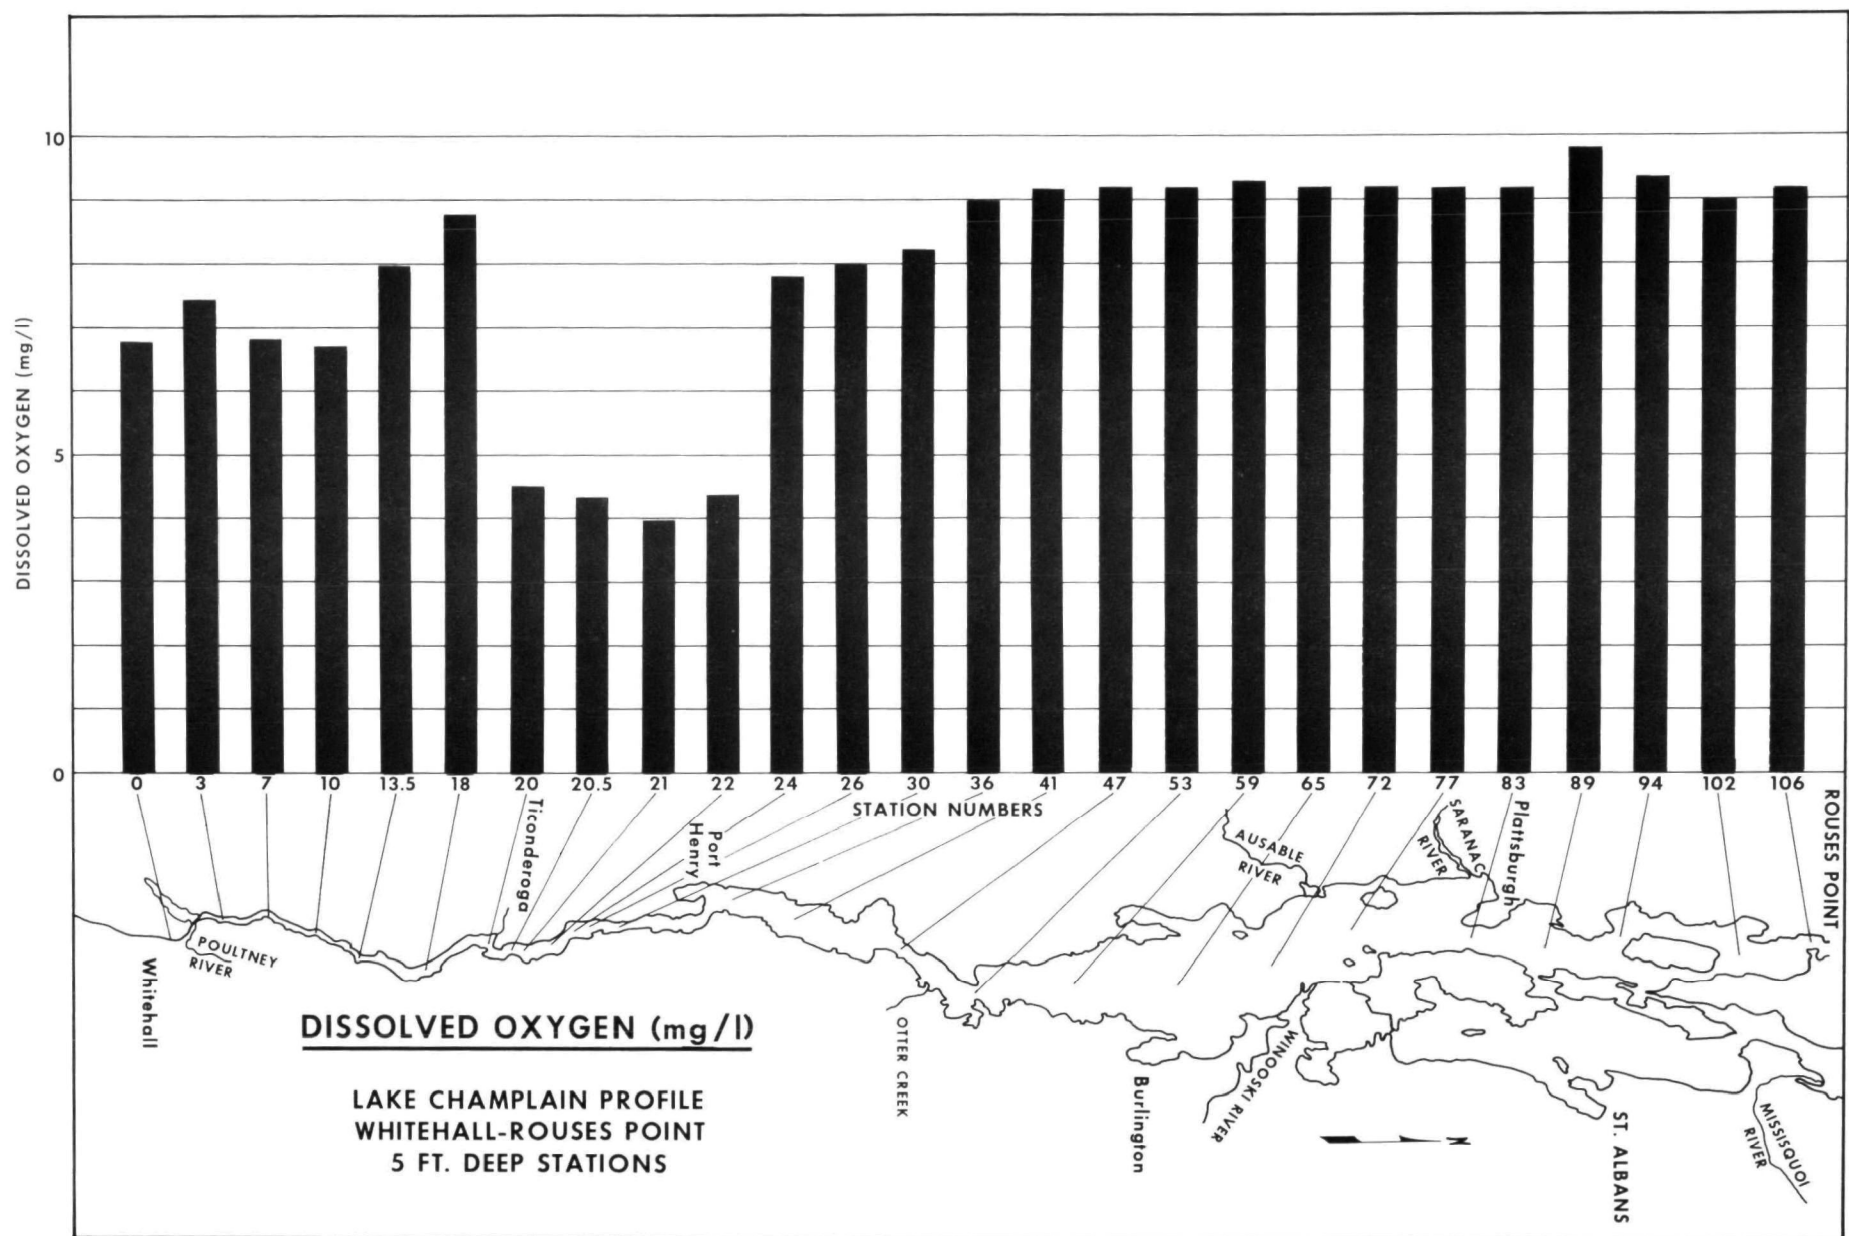 10
5
0
DISSOLVED OXYGEN (mg/l)
0 3 7 10 13.5 18 20 20.5 21 22 24 26 30 36 41 47 53 59 65 72 77 83 89 94 102 106
STATION NUMBERS
Ticonderoga
Port
Henry
AUSABLE
RIVER
SARANAC
RIVER
Plattsburgh
ROUSES POINT
POULTNEY
RIVER
Whitehall
OTTER CREEK
Burlington
WINOOSKI RIVER
ST. ALBANS
MISSISQUOI
RIVER
N
DISSOLVED OXYGEN (mg/l)
LAKE CHAMPLAIN PROFILE
WHITEHALL-ROUSES POINT
5 FT. DEEP STATIONS